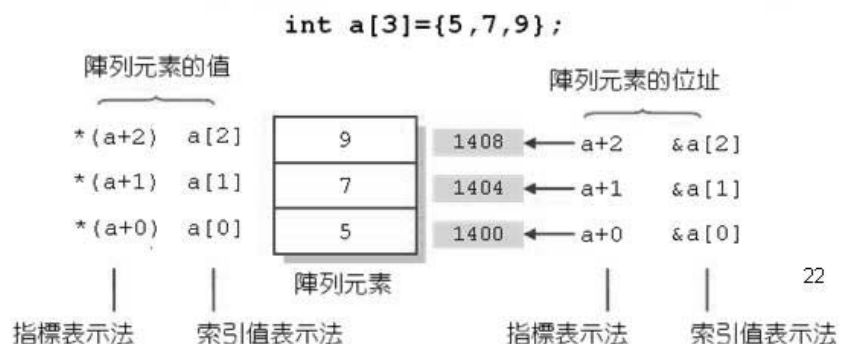 int a[3]={5,7,9};
陣列元素的值
陣列元素的位址
*(a+2) a[2] 9 1408 a+2 &a[2]
*(a+1) a[1] 7 1404 a+1 &a[1]
*(a+0) a[0] 5 1400 a+0 &a[0]
陣列元素
22
指標表示法 索引值表示法 指標表示法 索引值表示法